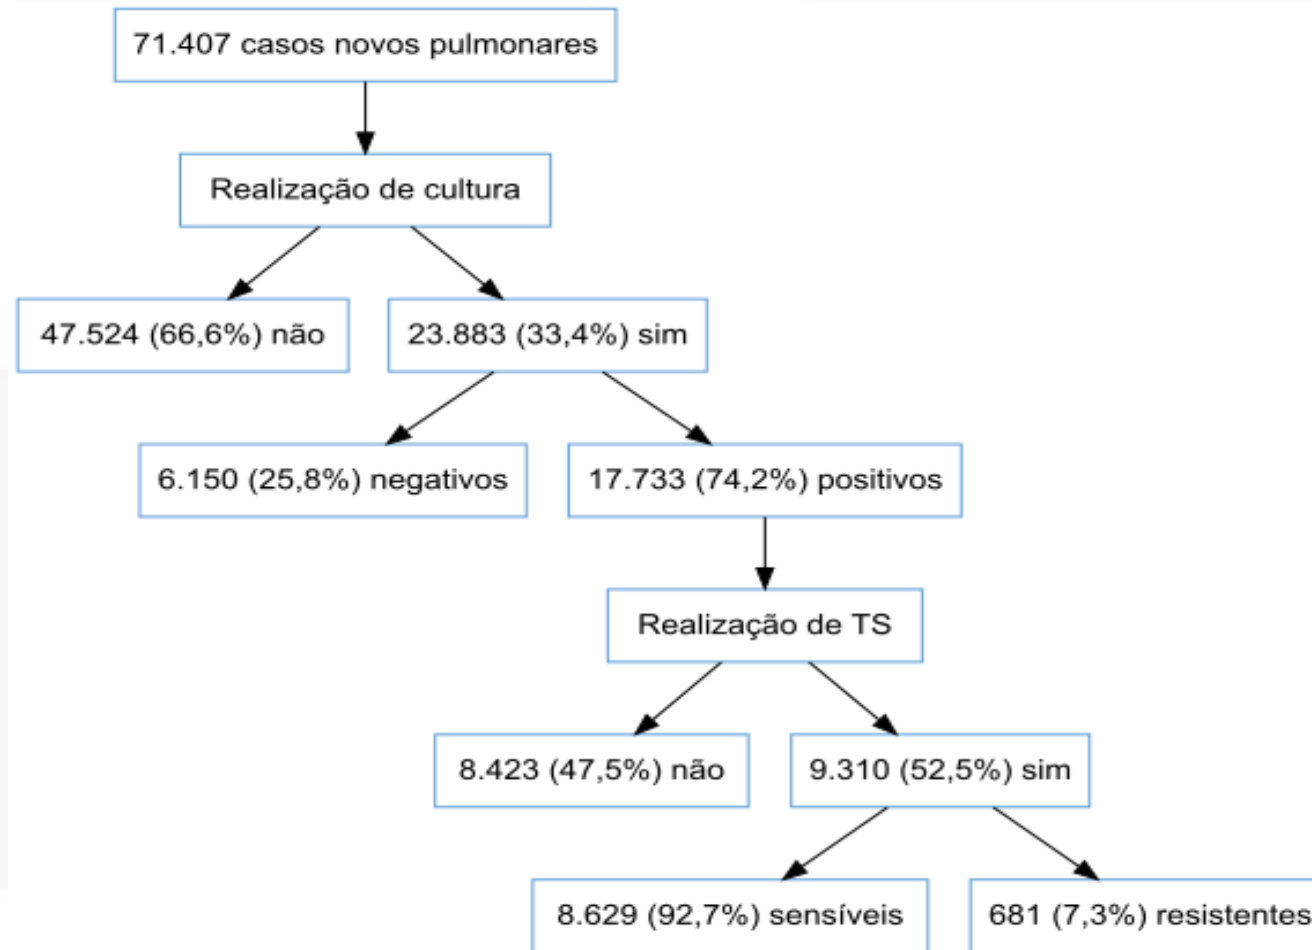 71.407 casos novos pulmonares
Realização de cultura
47.524 (66,6%) não
23.883 (33,4%) sim
6.150 (25,8%) negativos
17.733 (74,2%) positivos
Realização de TS
8.423 (47,5%) não
9.310 (52,5%) sim
8.629 (92,7%) sensíveis
681 (7,3%) resistentes